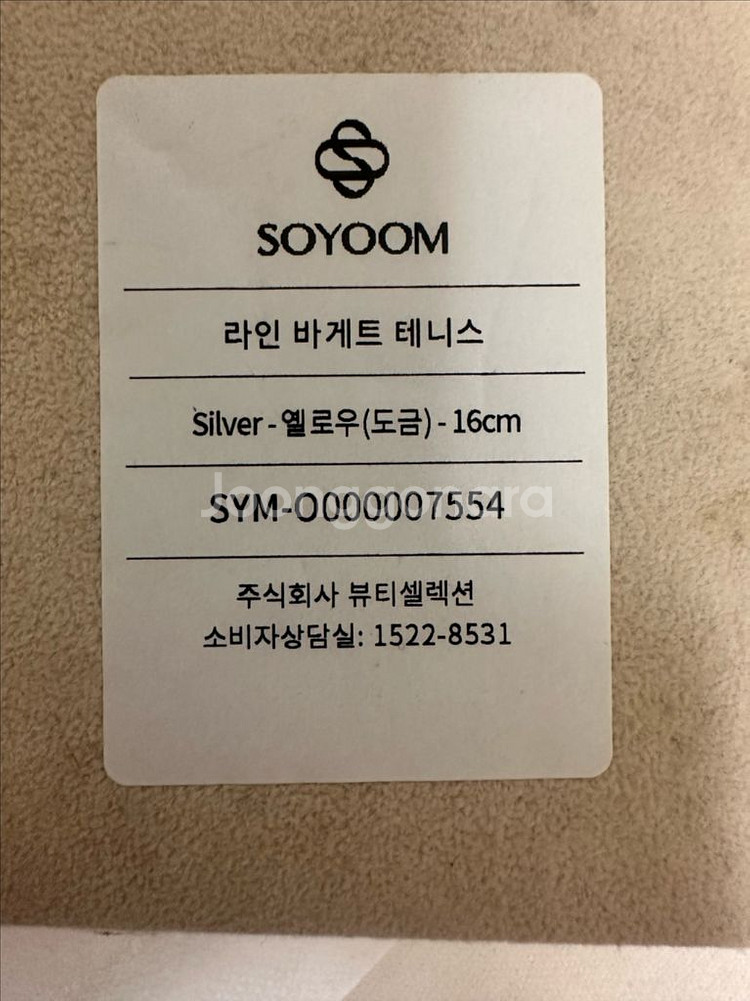 SOYOOM
라인 바게트 테니스
Silver - 옐로우(도금) - 16cm
SYM-O000007554
Joonggonara
주식회사 뷰티셀렉션
소비자상담실: 1522-8531